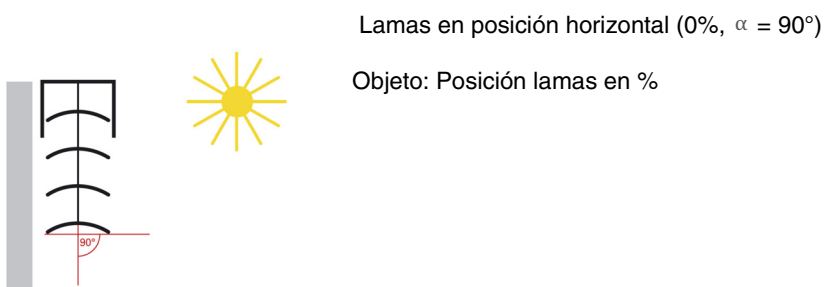 Lamas en posición horizontal (0%, α = 90°)
Objeto: Posición lamas en %
90°